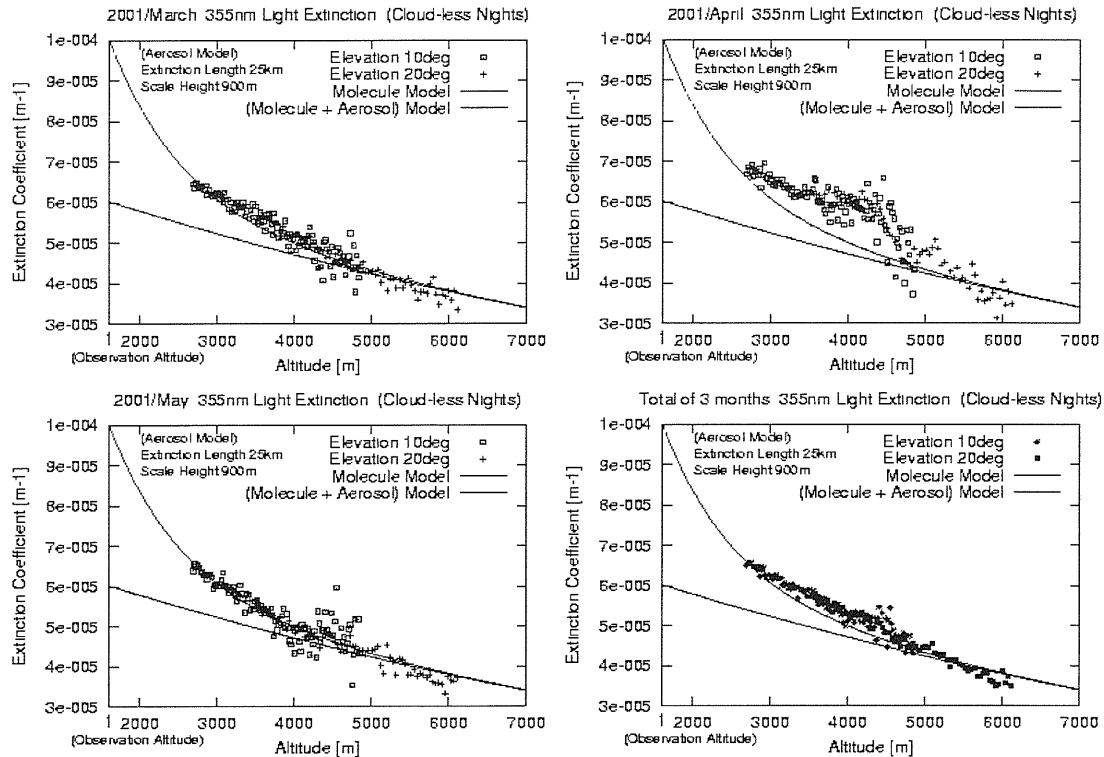 2001/March 355nm Light Extinction (Cloud-less Nights)
1e-004
9e-005
8e-005
7e-005
6e-005
5e-005
4e-005
3e-005
Extinction Coefficient [m-1]
(Aerosol Model)
Extinction Length 25km
Scale Height 900m
Elevation 10deg
Elevation 20deg
Molecule Model
(Molecule + Aerosol) Model
1 2000 3000 4000 5000 6000 7000
(Observation Altitude)
Altitude [m]
2001/April 355nm Light Extinction (Cloud-less Nights)
1e-004
9e-005
8e-005
7e-005
6e-005
5e-005
4e-005
3e-005
Extinction Coefficient [m-1]
(Aerosol Model)
Extinction Length 25km
Scale Height 900m
Elevation 10deg
Elevation 20deg
Molecule Model
(Molecule + Aerosol) Model
1 2000 3000 4000 5000 6000 7000
(Observation Altitude)
Altitude [m]
2001/May 355nm Light Extinction (Cloud-less Nights)
1e-004
9e-005
8e-005
7e-005
6e-005
5e-005
4e-005
3e-005
Extinction Coefficient [m-1]
(Aerosol Model)
Extinction Length 25km
Scale Height 900m
Elevation 10deg
Elevation 20deg
Molecule Model
(Molecule + Aerosol) Model
1 2000 3000 4000 5000 6000 7000
(Observation Altitude)
Altitude [m]
Total of 3 months 355nm Light Extinction (Cloud-less Nights)
1e-004
9e-005
8e-005
7e-005
6e-005
5e-005
4e-005
3e-005
Extinction Coefficient [m-1]
(Aerosol Model)
Extinction Length 25km
Scale Height 900m
Elevation 10deg
Elevation 20deg
Molecule Model
(Molecule + Aerosol) Model
1 2000 3000 4000 5000 6000 7000
(Observation Altitude)
Altitude [m]